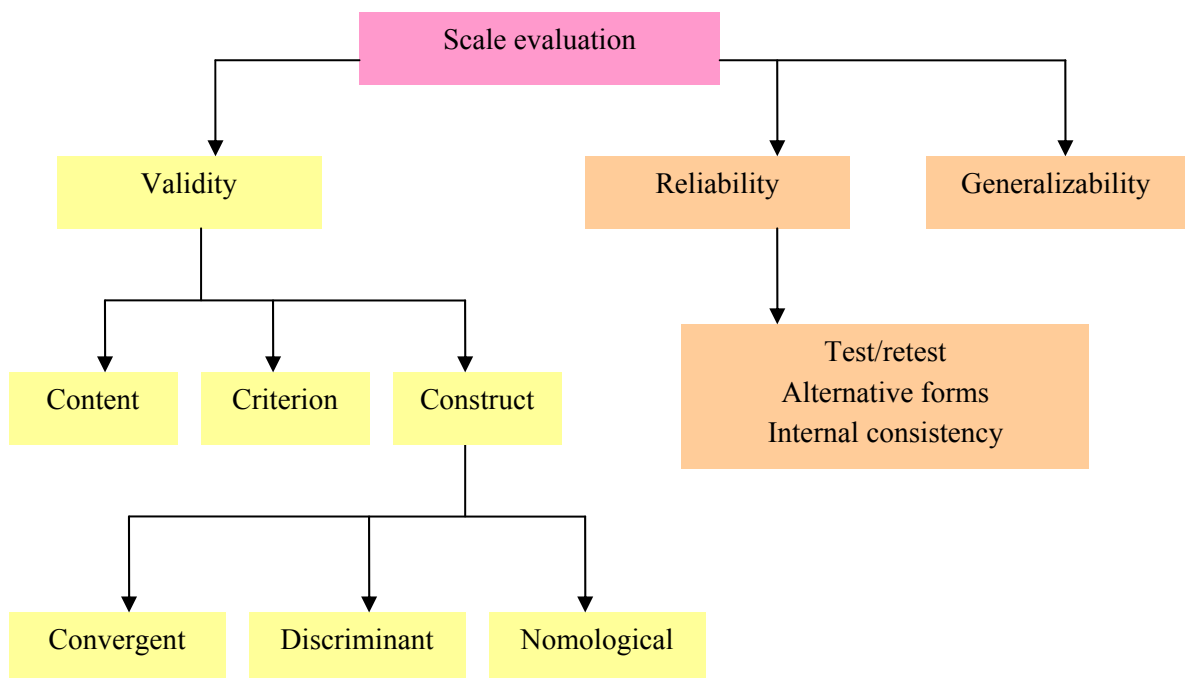 Scale evaluation
Validity
Reliability
Generalizability
Content
Criterion
Construct
Test/retest
Alternative forms
Internal consistency
Convergent
Discriminant
Nomological